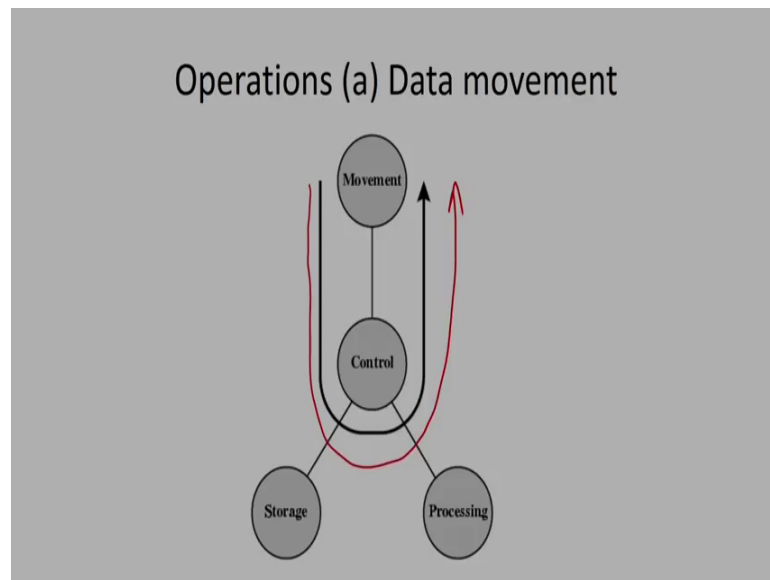 Operations (a) Data movement
Movement
Control
Storage
Processing